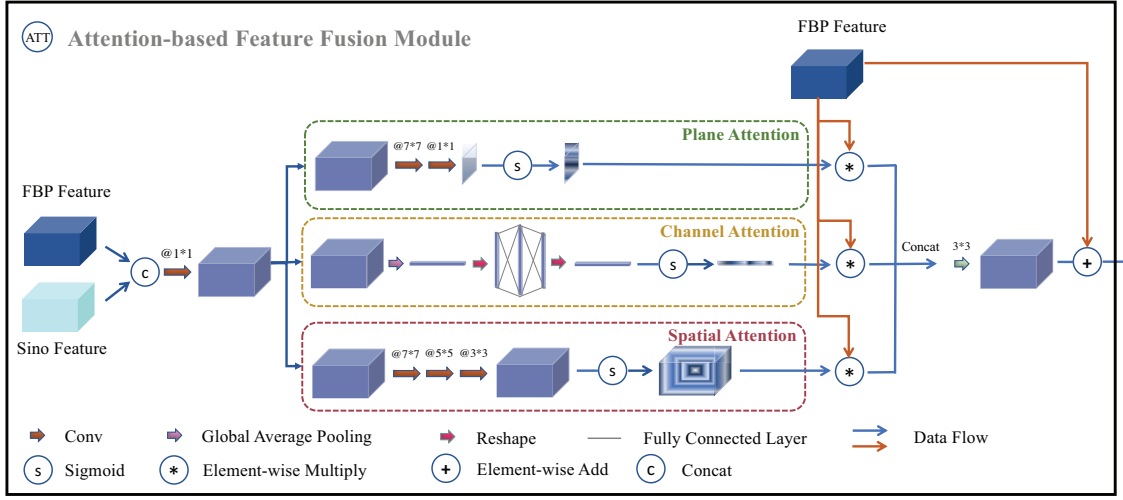 ATT Attention-based Feature Fusion Module
FBP Feature
Plane Attention
@7*7 @1*1
s
*
FBP Feature
Sino Feature
c
@1*1
Channel Attention
s
*
Concat
3*3
+
Spatial Attention
@7*7 @5*5 @3*3
s
*
Conv
Global Average Pooling
Reshape
Fully Connected Layer
Data Flow
s Sigmoid
* Element-wise Multiply
+ Element-wise Add
c Concat